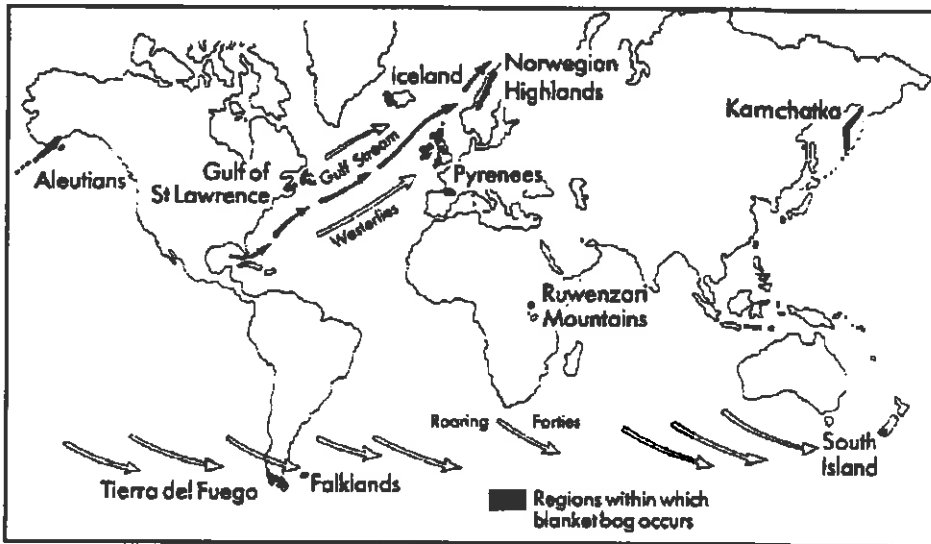 Iceland
Norwegian
Highlands
Kamchatka
Aleutians
Gulf of
St Lawrence
Gulf Stream
Pyrenees
Westerlies
Ruwenzori
Mountains
Roaring Forties
South
Island
Tierra del Fuego
Falklands
Regions within which
blanket bog occurs